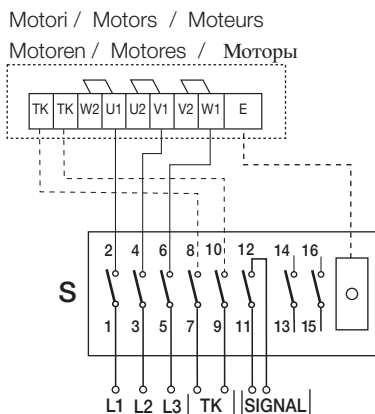 Motori / Motors / Moteurs
Motoren / Motores / Моторы
TK TK W2 U1 U2 V1 V2 W1 E
2 4 6 8 10 12 14 16
S
1 3 5 7 9 11 13 15
L1 L2 L3 TK SIGNAL